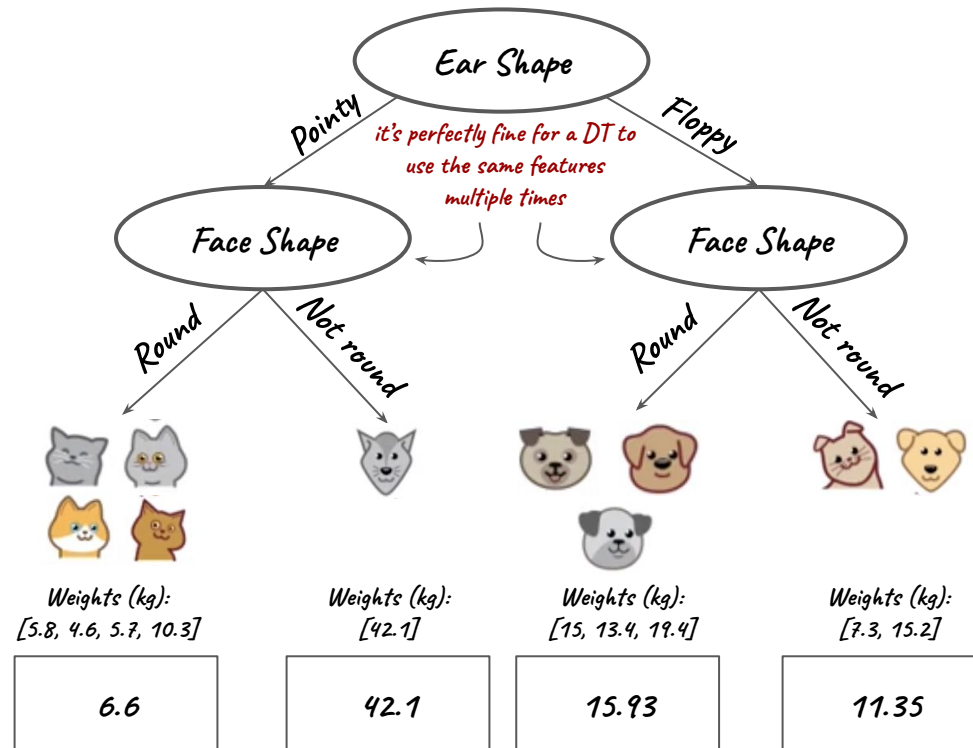 Ear Shape
Pointy
Floppy
it's perfectly fine for a DT to
use the same features
multiple times
Face Shape
Face Shape
Round
Not round
Round
Not round
Weights (kg):
[5.8, 4.6, 5.7, 10.3]
Weights (kg):
[42.1]
Weights (kg):
[15, 13.4, 19.4]
Weights (kg):
[7.3, 15.2]
6.6
42.1
15.93
11.35